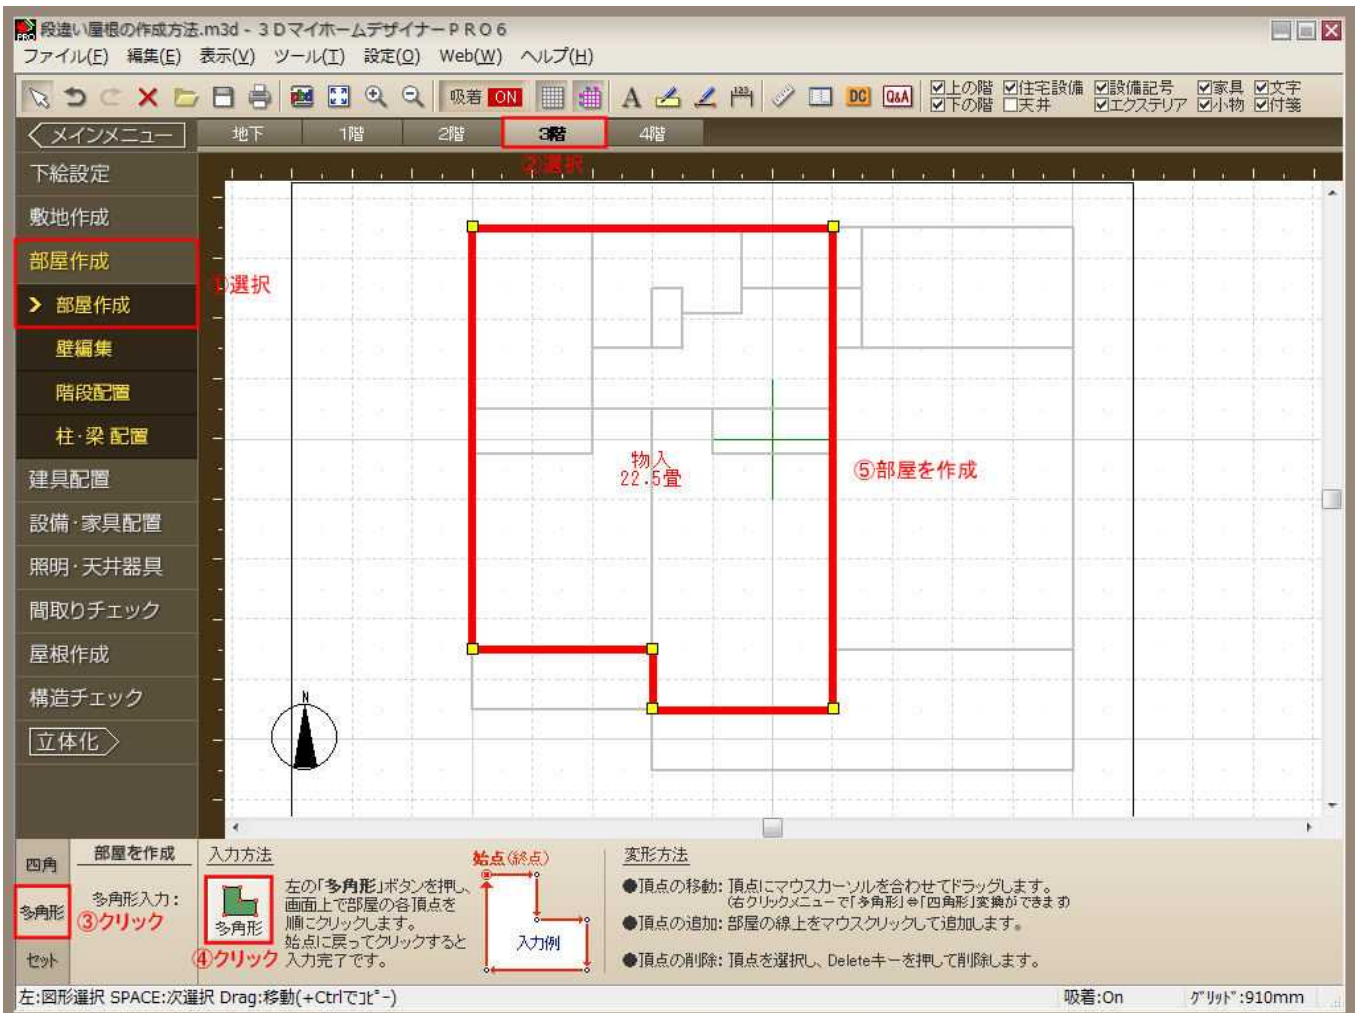 段違い屋根の作成方法.m3d - 3DマイホームデザイナーPRO6
ファイル(F) 編集(E) 表示(V) ツール(T) 設定(O) Web(W) ヘルプ(H)
吸着 ON A DC Q&A ☑上の階 ☑住宅設備 ☑設備記号 ☑家具 ☑文字
☑下の階 □天井 ☑エクステリア ☑小物 ☑付箋
メインメニュー 地下 1階 2階 3階 4階
②選択
下絵設定
敷地作成
部屋作成
①選択
部屋作成
壁編集
階段配置
柱・梁 配置
建具配置
設備・家具配置
照明・天井器具
間取りチェック
屋根作成
構造チェック
立体化
物入
22.5畳
⑤部屋を作成
N
四角
多角形
セット
部屋を作成
多角形入力:
③クリック
入力方法
多角形
④クリック
左の「多角形」ボタンを押し、
画面上で部屋の各頂点を
順にクリックします。
始点に戻ってクリックすると
入力完了です。
始点(終点)
入力例
変形方法
●頂点の移動: 頂点にマウスカーソルを合わせてドラッグします。
(右クリックメニューで「多角形」⇔「四角形」変換ができます)
●頂点の追加: 部屋の線上をマウスクリックして追加します。
●頂点の削除: 頂点を選択し、Deleteキーを押して削除します。
左:図形選択 SPACE:次選択 Drag:移動(+Ctrlでｺﾋﾟｰ) 吸着:On ｸﾞﾘｯﾄﾞ:910mm